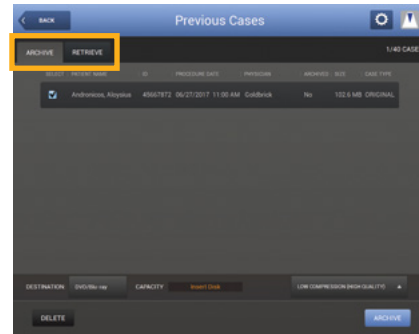 BACK Previous Cases
ARCHIVE RETRIEVE 1/40 CASE
SELECT PATIENT NAME ID PROCEDURE DATE PHYSICIAN ARCHIVED SIZE CASE TYPE
Andronicos, Aloysius 45667872 06/27/2017 11:00 AM Goldbrick No 102.6 MB ORIGINAL
DESTINATION DVD/Blu-ray CAPACITY Insert Disk LOW COMPRESSION (HIGH QUALITY)
DELETE ARCHIVE